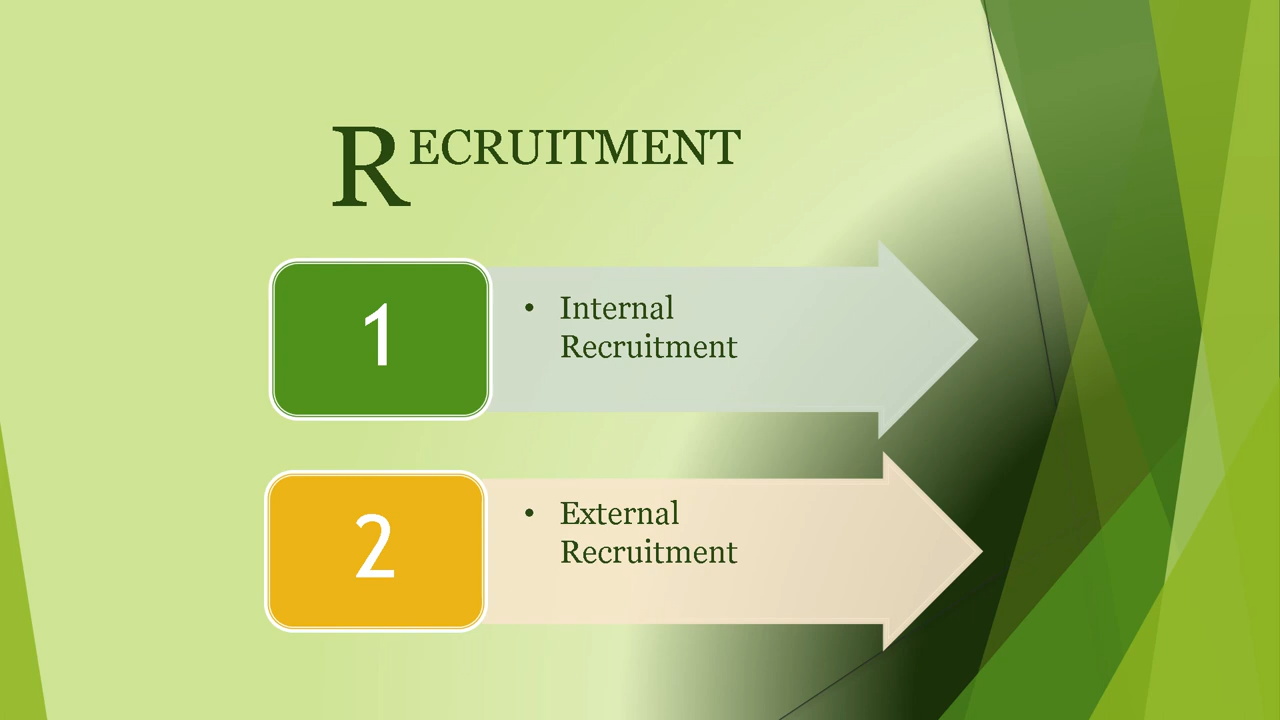 RECRUITMENT
1
• Internal
Recruitment
2
• External
Recruitment